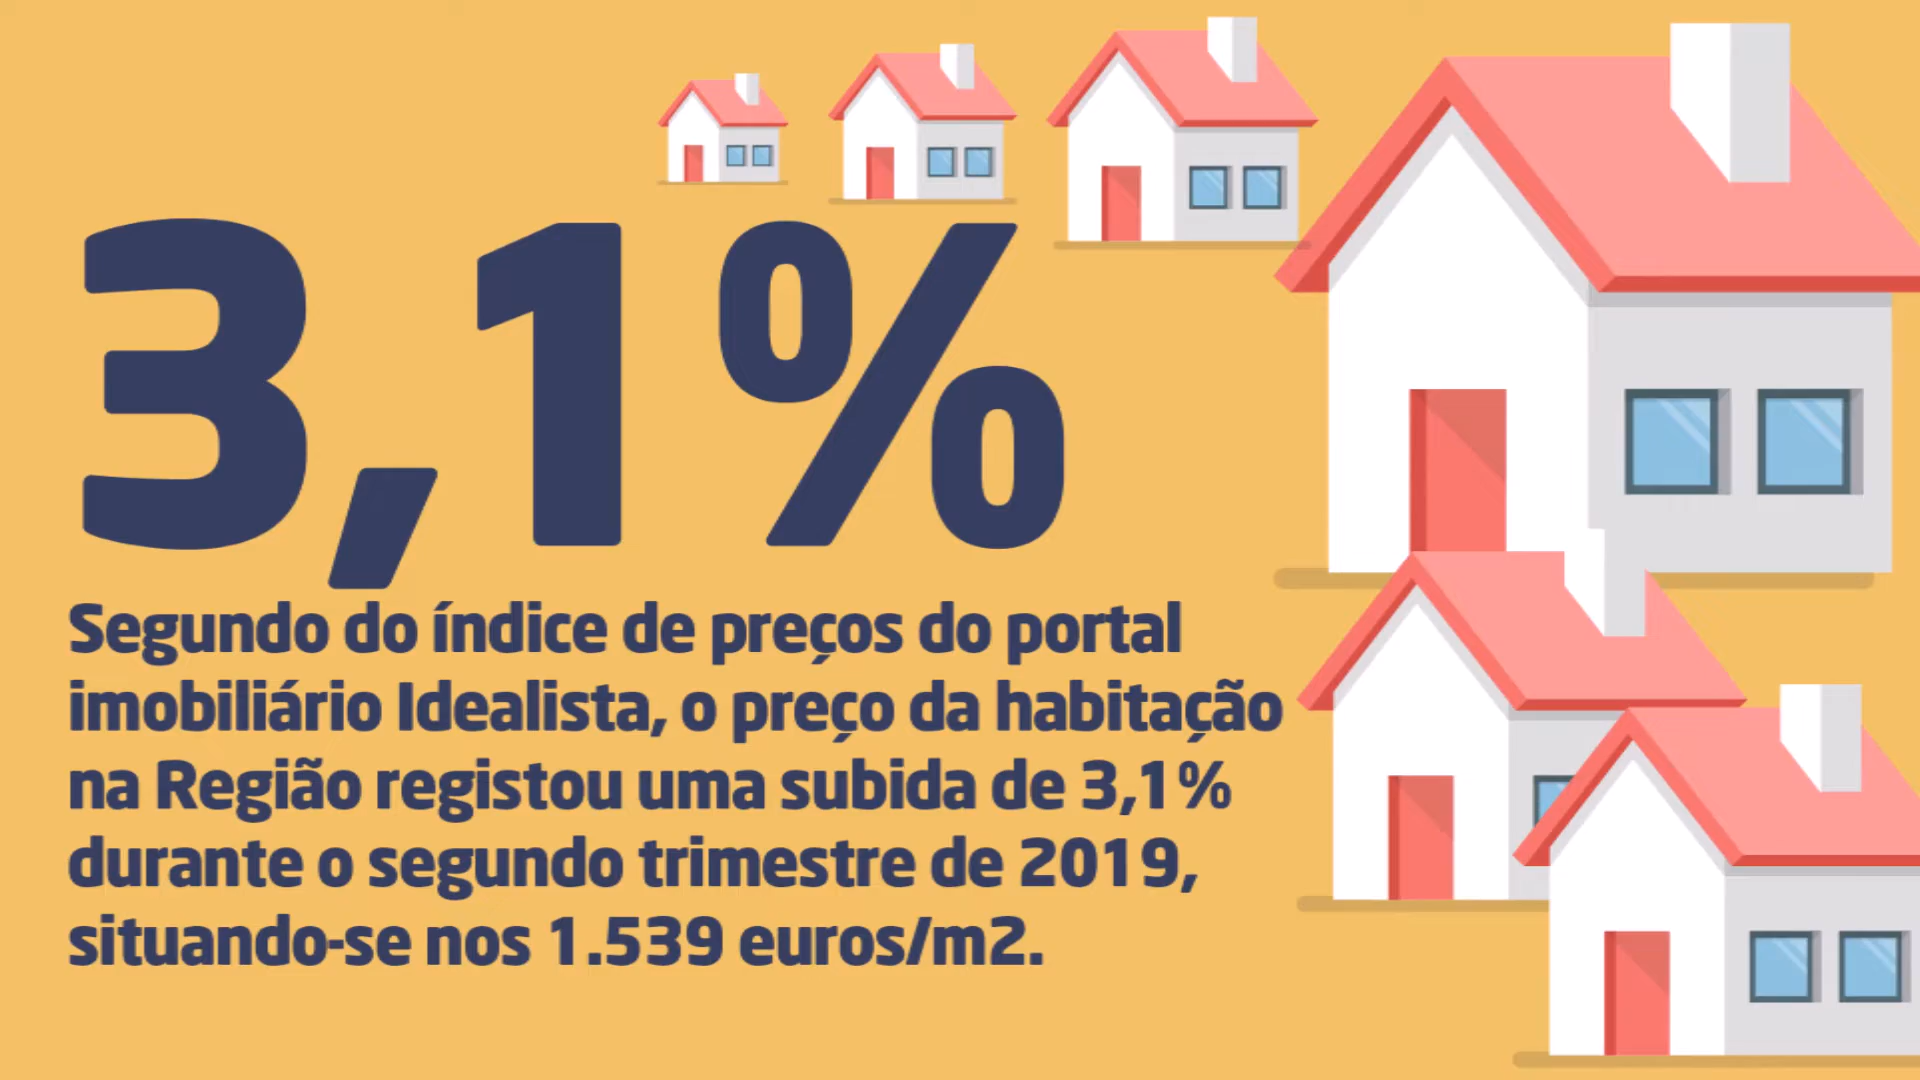 3,1%
Segundo do índice de preços do portal
imobiliário Idealista, o preço da habitação
na Região registou uma subida de 3,1%
durante o segundo trimestre de 2019,
situando-se nos 1.539 euros/m2.